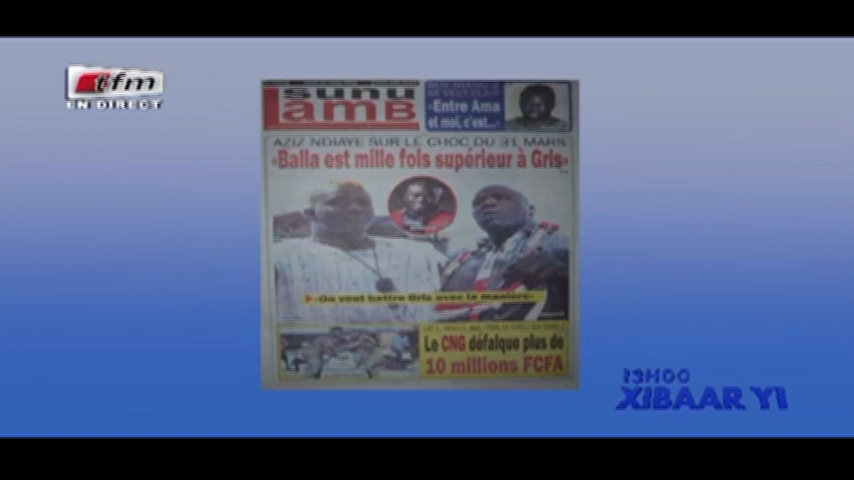 tfm
EN DIRECT
sunu
Lamb
«Entre Ama
et moi, c'est...»
AZIZ NDIAYE SUR LE CHOC DU 31 MARS
«Balla est mille fois supérieur à Gris»
«On veut battre Gris avec la manière»
Le CNG défalque plus de
10 millions FCFA
13H00
XIBAAR YI